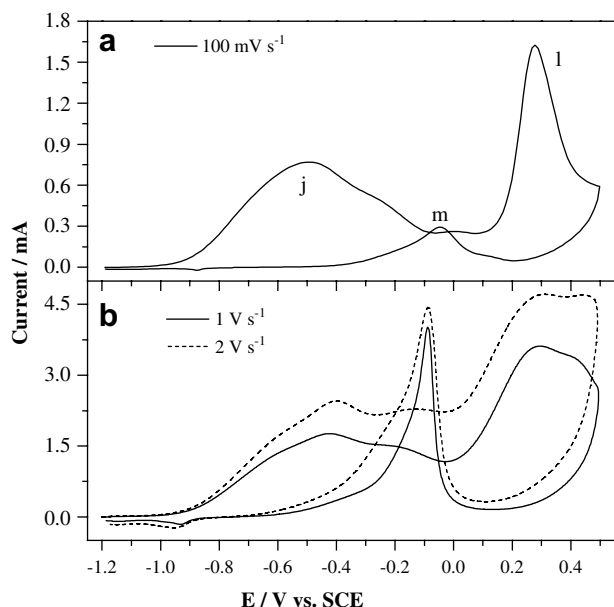 a
100 mV s⁻¹
1.8
1.5
1.2
0.9
0.6
0.3
0.0
j
m
l
Current / mA
b
1 V s⁻¹
2 V s⁻¹
4.5
3.0
1.5
0.0
-1.2 -1.0 -0.8 -0.6 -0.4 -0.2 0.0 0.2 0.4
E / V vs. SCE